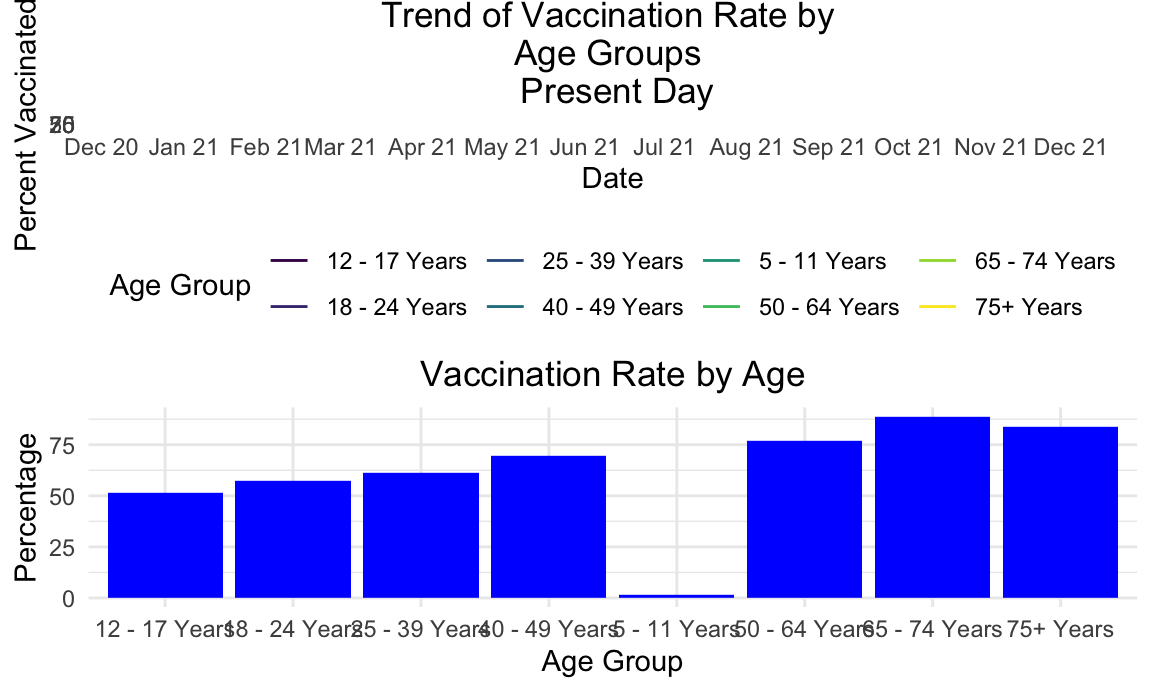 Trend of Vaccination Rate by
Age Groups
Present Day
Percent Vaccinated
Dec 20 Jan 21 Feb 21 Mar 21 Apr 21 May 21 Jun 21 Jul 21 Aug 21 Sep 21 Oct 21 Nov 21 Dec 21
Date
Age Group
12 - 17 Years 25 - 39 Years 5 - 11 Years 65 - 74 Years
18 - 24 Years 40 - 49 Years 50 - 64 Years 75+ Years
Vaccination Rate by Age
Percentage
75
50
25
0
12 - 17 Years 18 - 24 Years 25 - 39 Years 40 - 49 Years 5 - 11 Years 50 - 64 Years 65 - 74 Years 75+ Years
Age Group